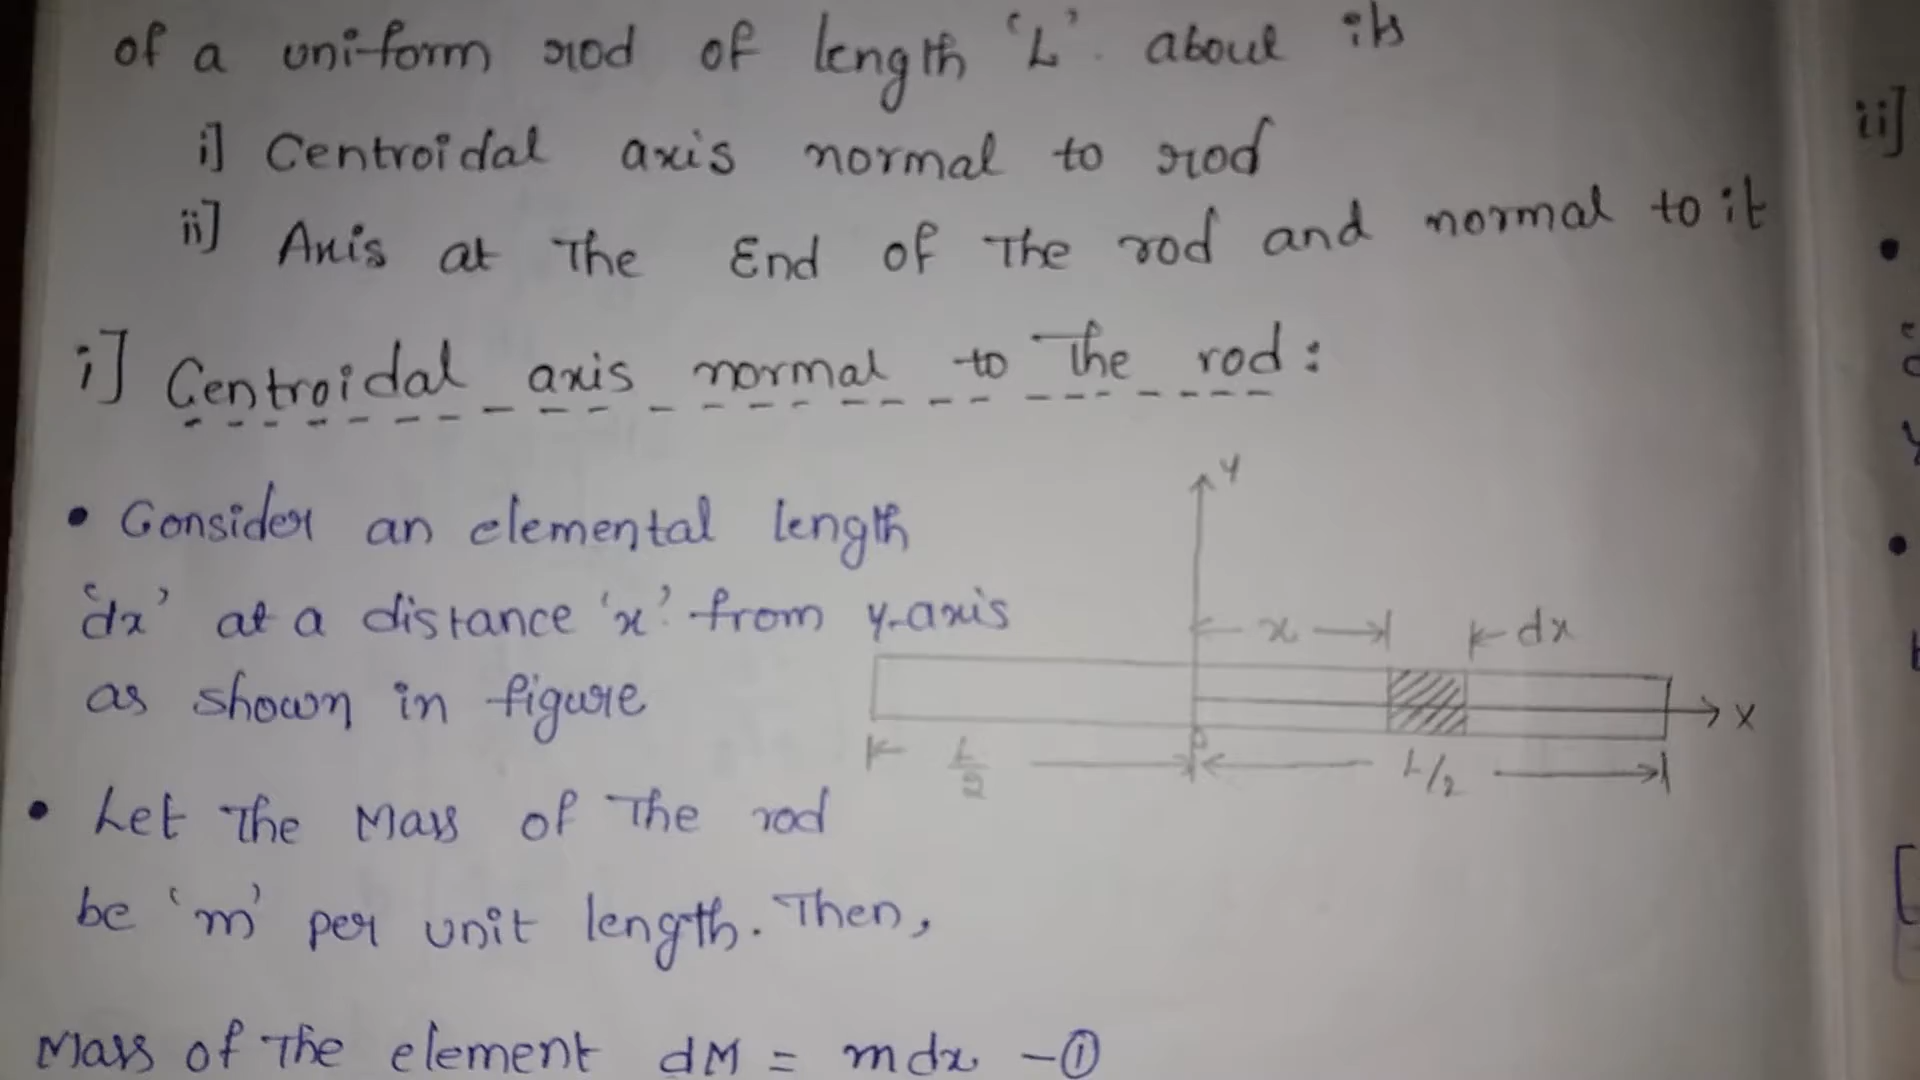 of a uniform rod of length 'L'. about its
i] Centroidal axis normal to rod
ii] Axis at The End of The rod and normal to it
i] Centroidal axis normal to The rod:
• Consider an elemental length
'dx' at a distance 'x' from y-axis
as shown in figure
Y
x dx
X
L/2 L/2
• Let The Mass of The rod
be 'm' per unit length. Then,
Mass of The element dM = mdx -①
ii]